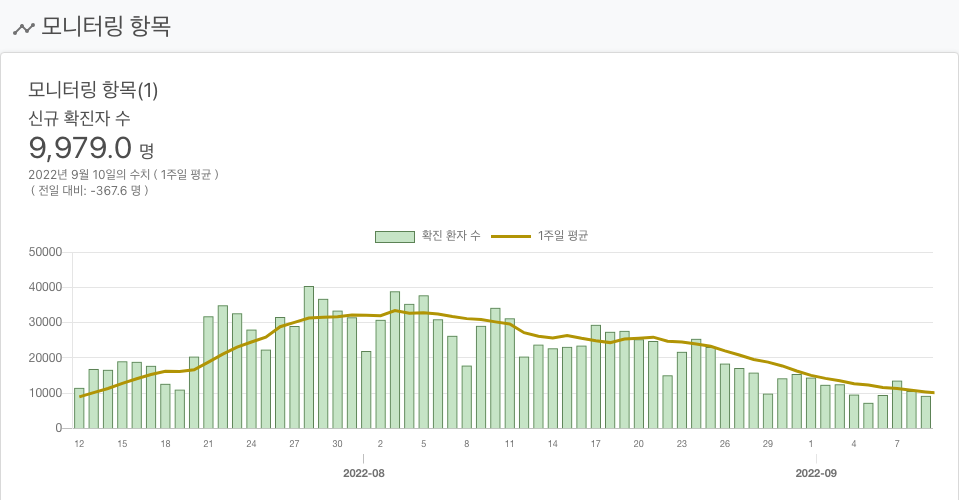 모니터링 항목
모니터링 항목(1)
신규 확진자 수
9,979.0 명
2022년 9월 10일의 수치 ( 1주일 평균 )
( 전일 대비: -367.6 명 )
확진 환자 수 1주일 평균
50000
40000
30000
20000
10000
0
12 15 18 21 24 27 30 2 5 8 11 14 17 20 23 26 29 1 4 7
2022-08 2022-09